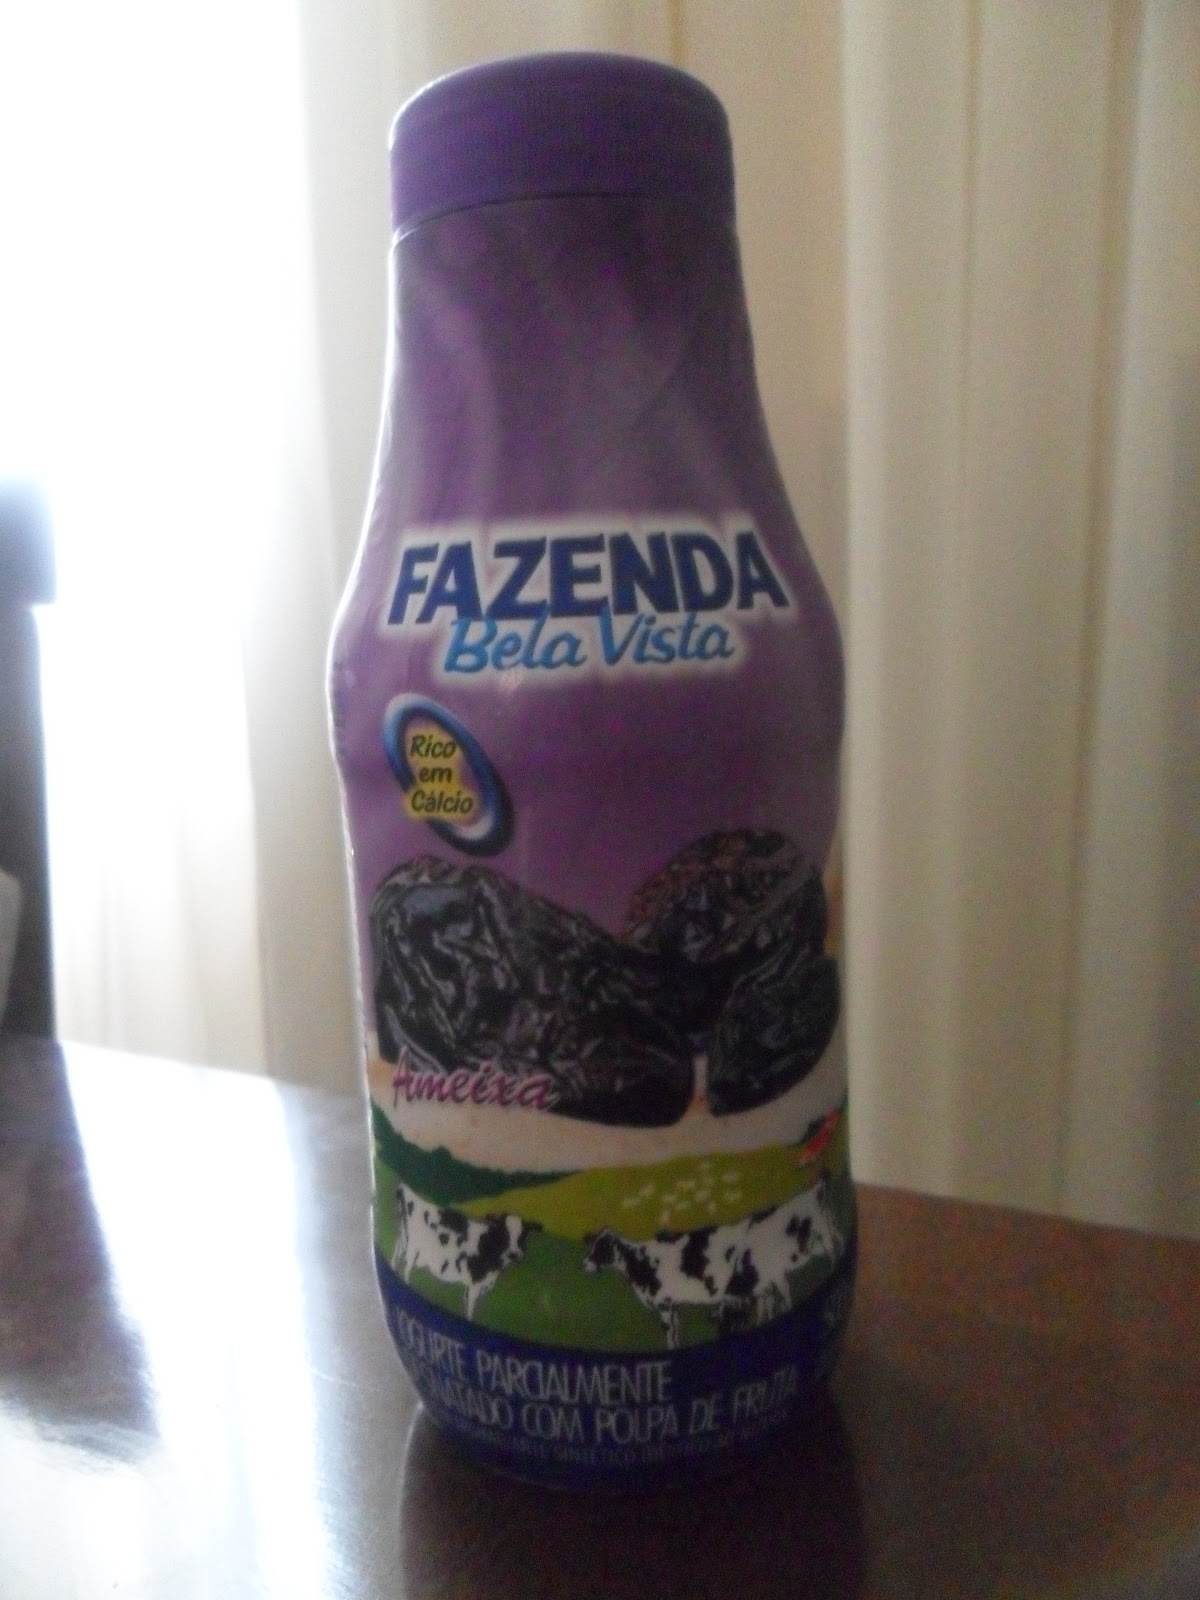 FAZENDA
Bela Vista
Rico
em
Cálcio
Ameixa
IOGURTE PARCIALMENTE
COM POLPA DE FRUTA